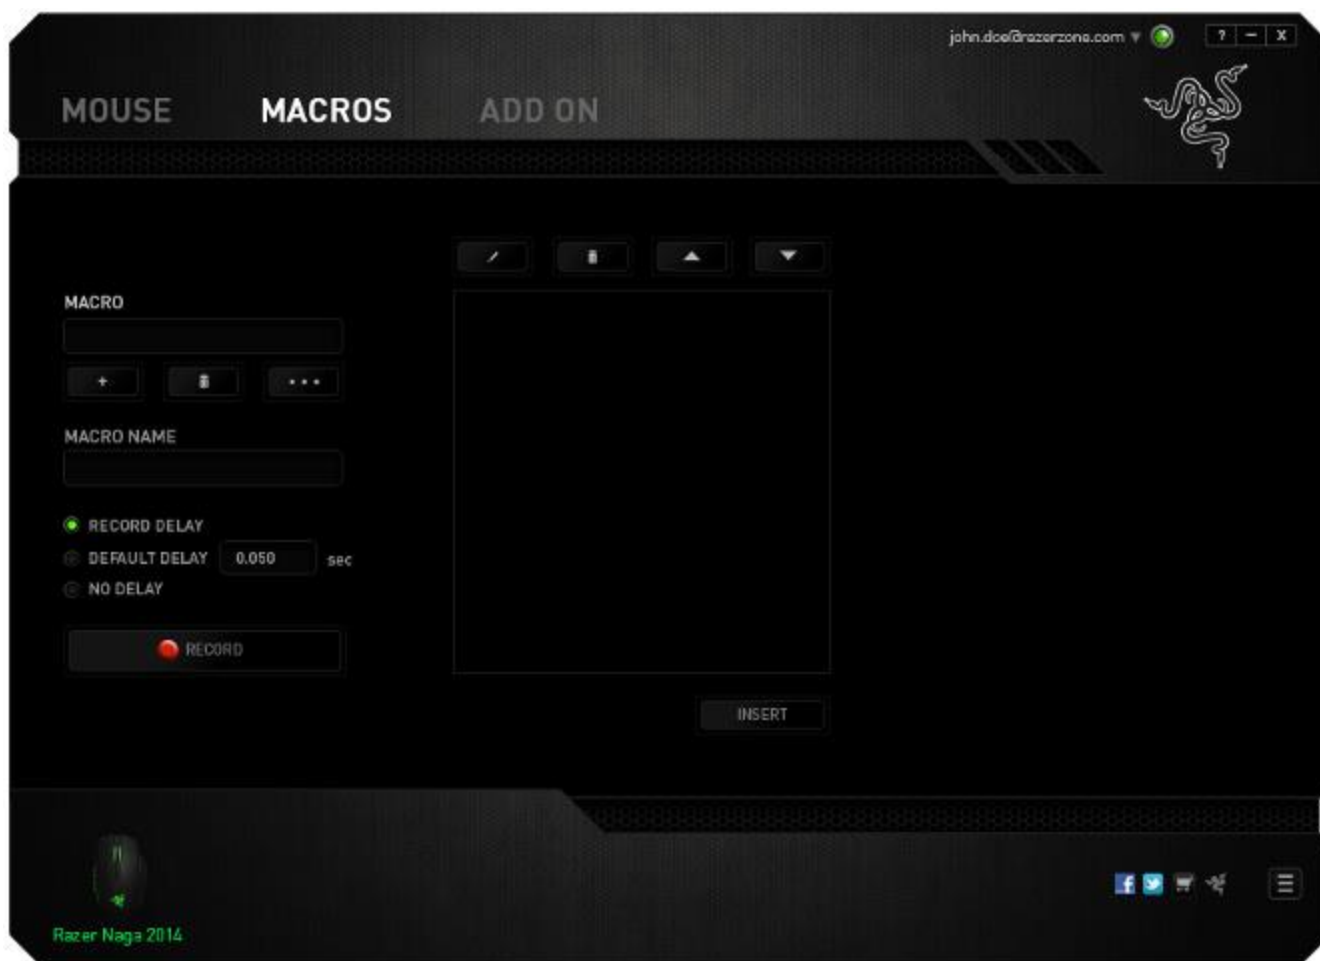 john.doe@razerzone.com
? — X
MOUSE MACROS ADD ON
MACRO
+
MACRO NAME
RECORD DELAY
DEFAULT DELAY 0.050 sec
NO DELAY
RECORD
INSERT
Razer Naga 2014